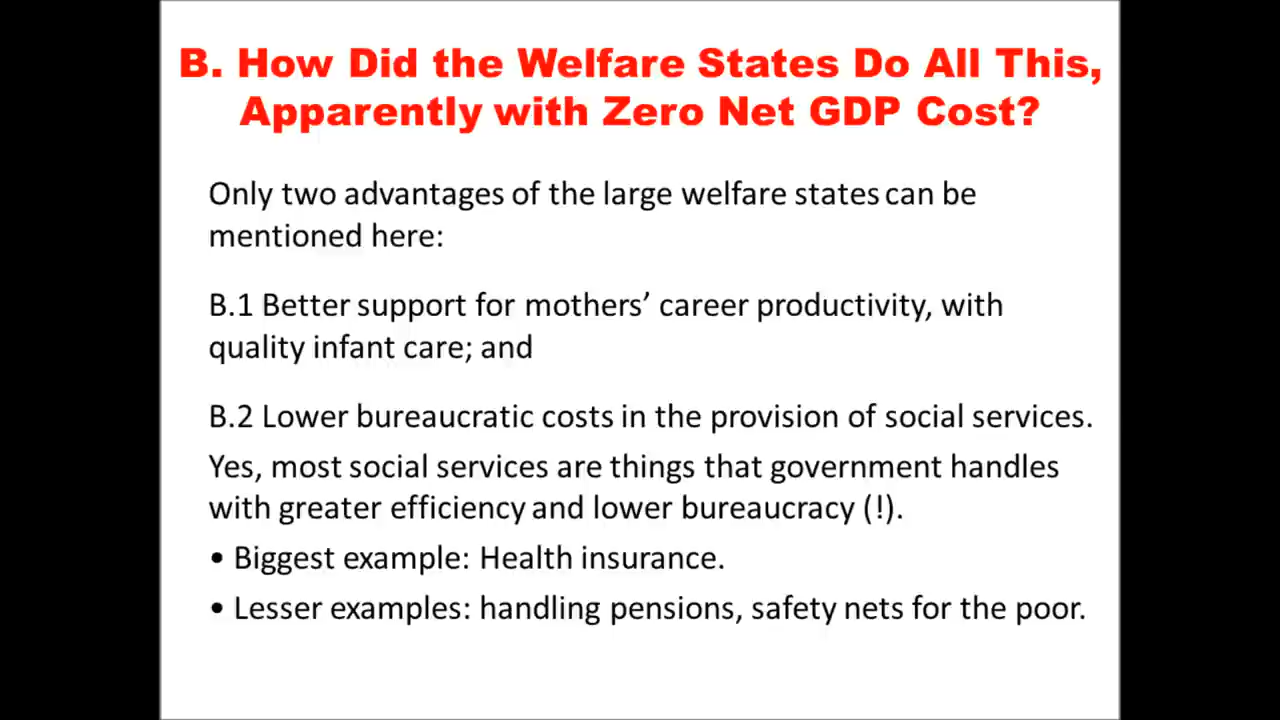 B. How Did the Welfare States Do All This,
Apparently with Zero Net GDP Cost?
Only two advantages of the large welfare states can be
mentioned here:
B.1 Better support for mothers’ career productivity, with
quality infant care; and
B.2 Lower bureaucratic costs in the provision of social services.
Yes, most social services are things that government handles
with greater efficiency and lower bureaucracy (!).
• Biggest example: Health insurance.
• Lesser examples: handling pensions, safety nets for the poor.